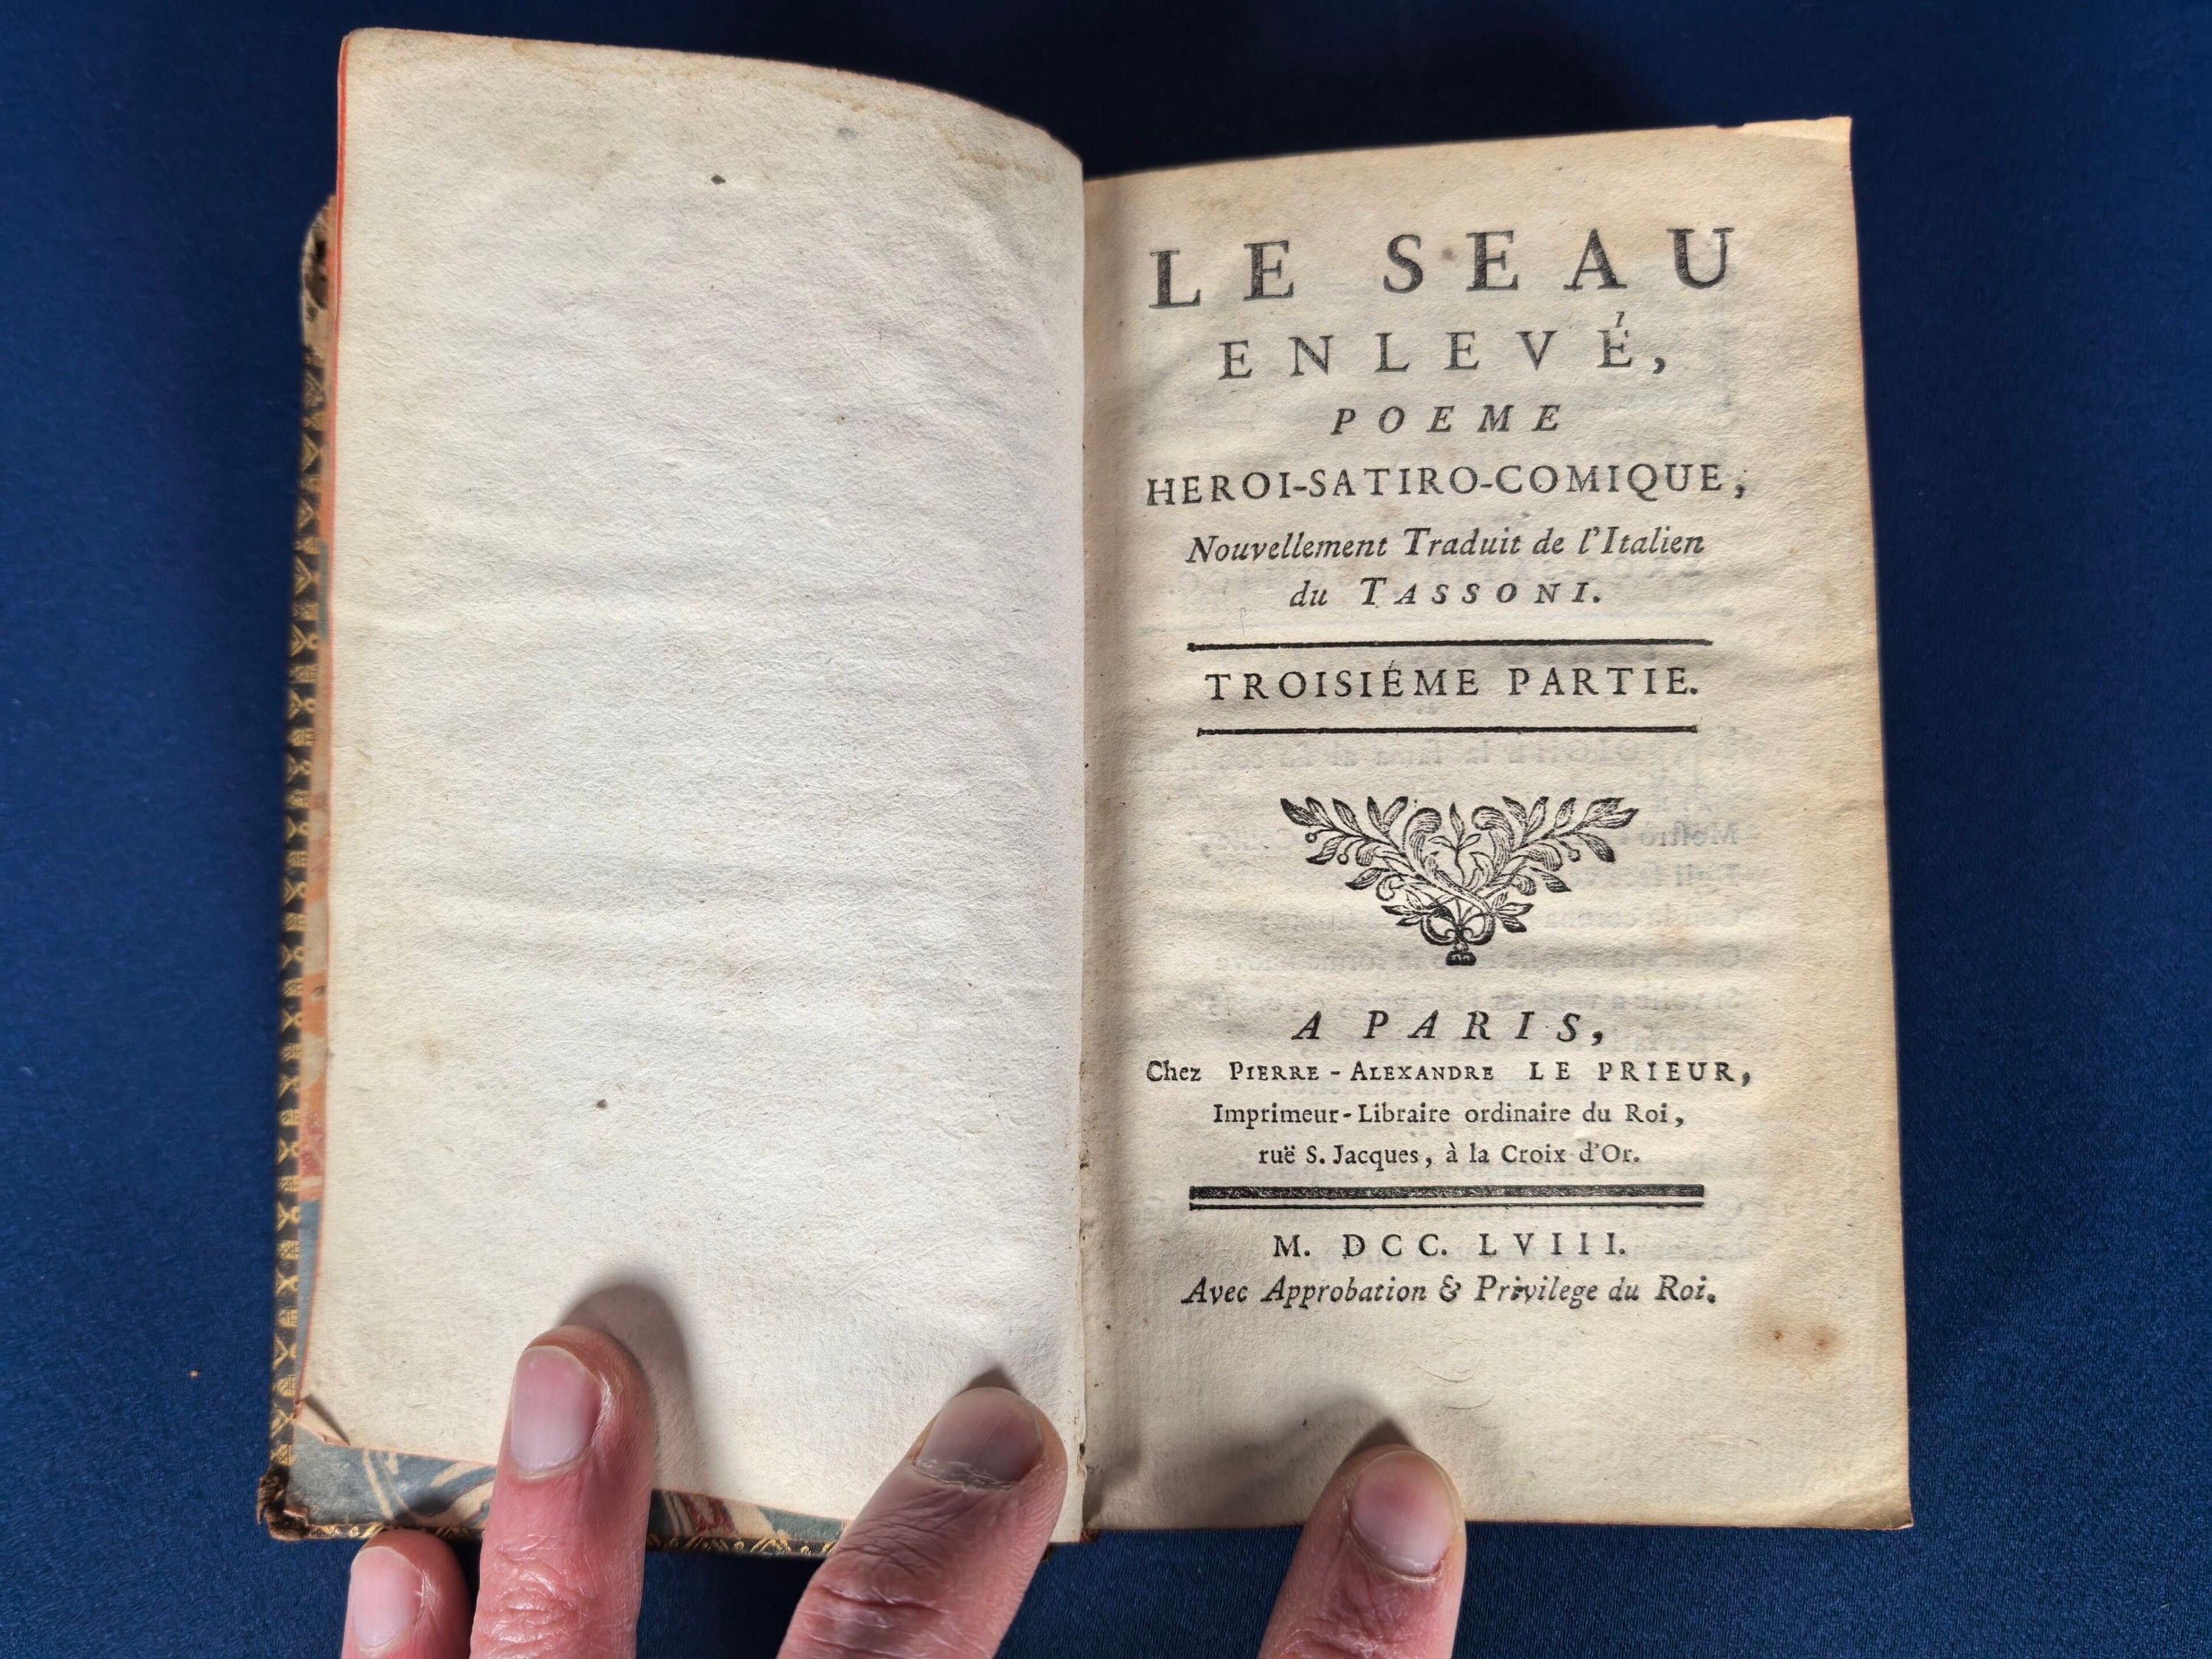 LE SEAU
ENLEVÉ,
POEME
HEROI-SATIRO-COMIQUE,
Nouvellement Traduit de l'Italien
du TASSONI.
TROISIÉME PARTIE.
A PARIS,
Chez PIERRE-ALEXANDRE LE PRIEUR,
Imprimeur-Libraire ordinaire du Roi,
ruë S. Jacques, à la Croix d'Or.
M. DCC. LVIII.
Avec Approbation & Privilege du Roi.